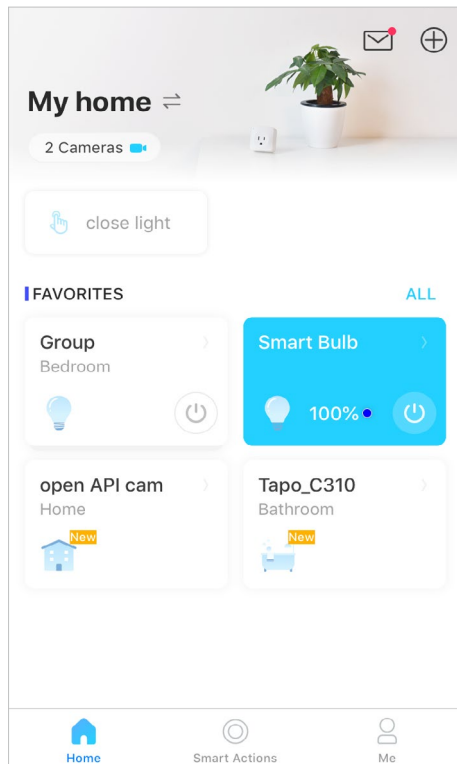 My home
2 Cameras
close light
FAVORITES
ALL
Group
Bedroom
Smart Bulb
100%
open API cam
Home
New
Tapo_C310
Bathroom
New
Home
Smart Actions
Me